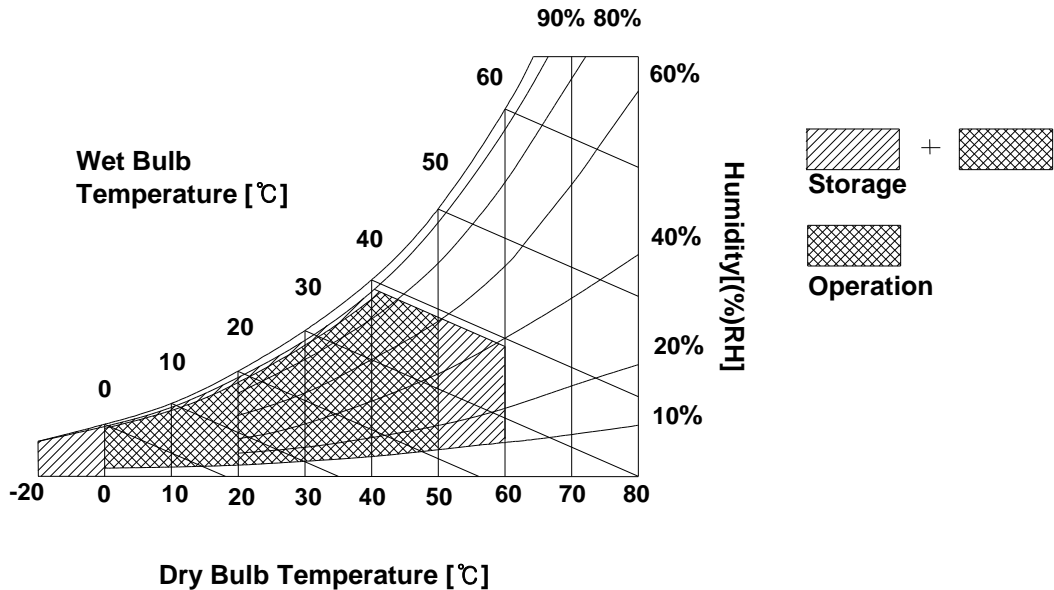 90% 80%
60
60%
Wet Bulb
Temperature [℃]
50
40
40%
30
20
20%
10
0
10%
Humidity[(%)RH]
-20 0 10 20 30 40 50 60 70 80
Dry Bulb Temperature [℃]
+
Storage
Operation